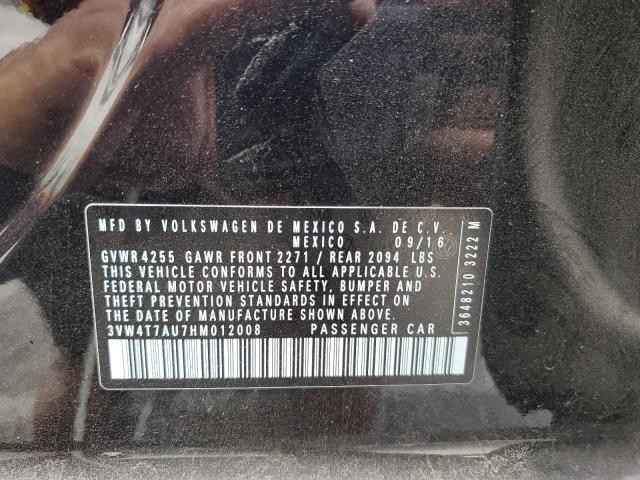 MFD BY VOLKSWAGEN DE MEXICO S.A. DE C.V.
MEXICO 09/16
GVWR 4255 GAWR FRONT 2271 / REAR 2094 LBS
THIS VEHICLE CONFORMS TO ALL APPLICABLE U.S.
FEDERAL MOTOR VEHICLE SAFETY, BUMPER AND
THEFT PREVENTION STANDARDS IN EFFECT ON
THE DATE OF MANUFACTURE SHOWN ABOVE.
3VW4T7AU7HM012008 PASSENGER CAR
3648210 3222 M